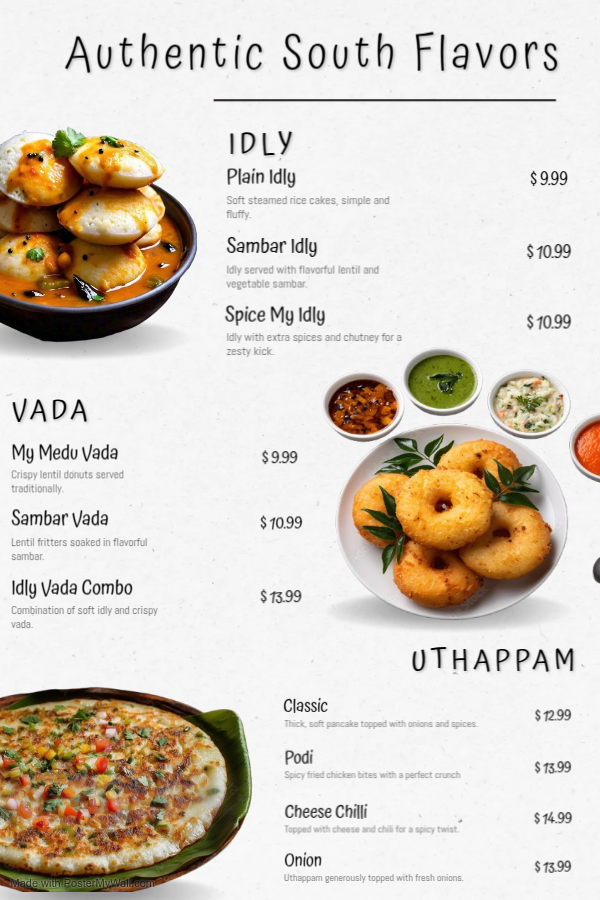 Authentic South Flavors
IDLY
Plain Idly
$ 9.99
Soft steamed rice cakes, simple and
fluffy.
Sambar Idly
$ 10.99
Idly served with flavorful lentil and
vegetable sambar.
Spice My Idly
$ 10.99
Idly with extra spices and chutney for a
zesty kick.
VADA
My Medu Vada
$ 9.99
Crispy lentil donuts served
traditionally.
Sambar Vada
$ 10.99
Lentil fritters soaked in flavorful
sambar.
Idly Vada Combo
$ 13.99
Combination of soft idly and crispy
vada.
UTHAPPAM
Classic
$ 12.99
Thick, soft pancake topped with onions and spices.
Podi
$ 13.99
Spicy fried chicken bites with a perfect crunch
Cheese Chilli
$ 14.99
Topped with cheese and chili for a spicy twist.
Onion
$ 13.99
Uthappam generously topped with fresh onions.
Made with PosterMyWall.com